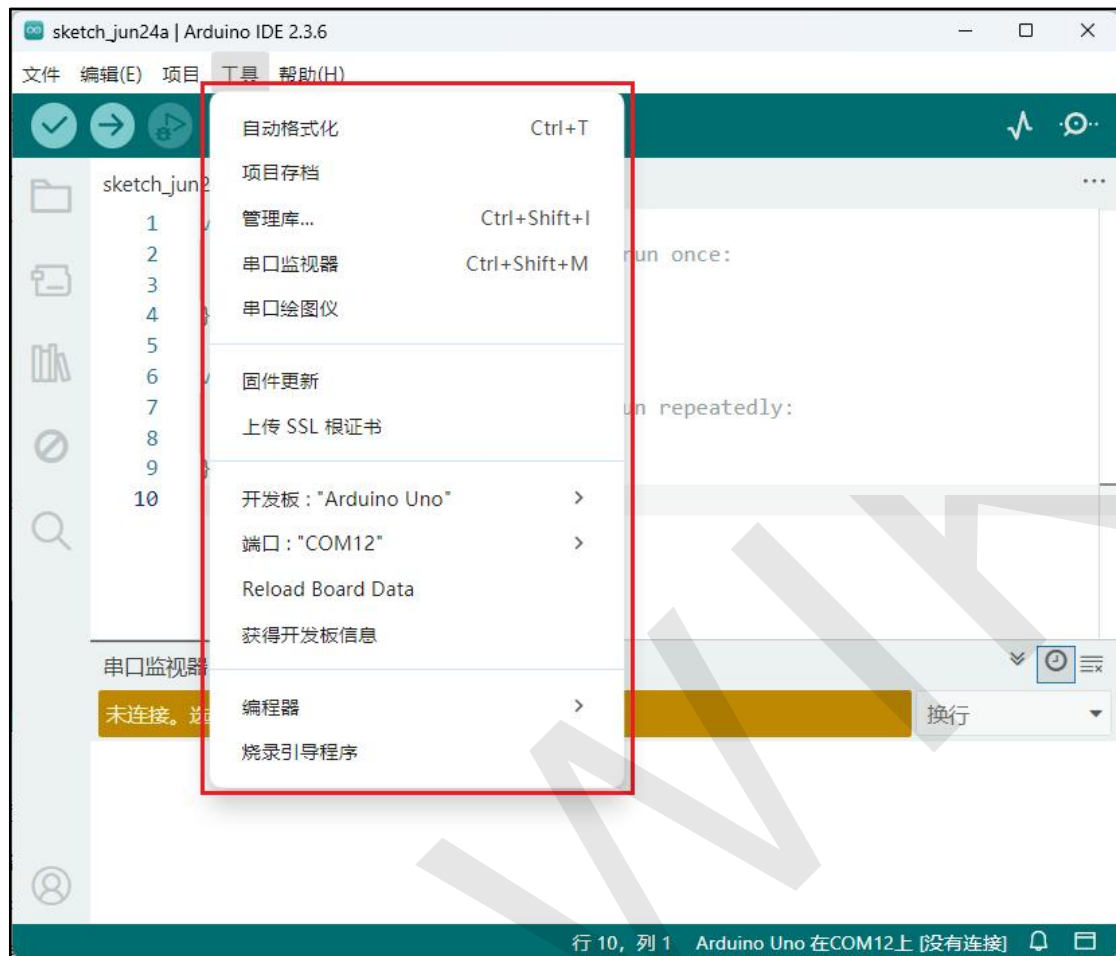 sketch_jun24a | Arduino IDE 2.3.6
文件 编辑(E) 项目 工具 帮助(H)
自动格式化 Ctrl+T
项目存档
管理库... Ctrl+Shift+I
串口监视器 Ctrl+Shift+M
串口绘图仪
固件更新
上传 SSL 根证书
开发板 : "Arduino Uno"
端口 : "COM12"
Reload Board Data
获得开发板信息
编程器
烧录引导程序
sketch_jun2
1
2 run once:
3
4 }
5
6
7 run repeatedly:
8
9 }
10
串口监视器
未连接。 换行
行 10，列 1 Arduino Uno 在COM12上 [没有连接]